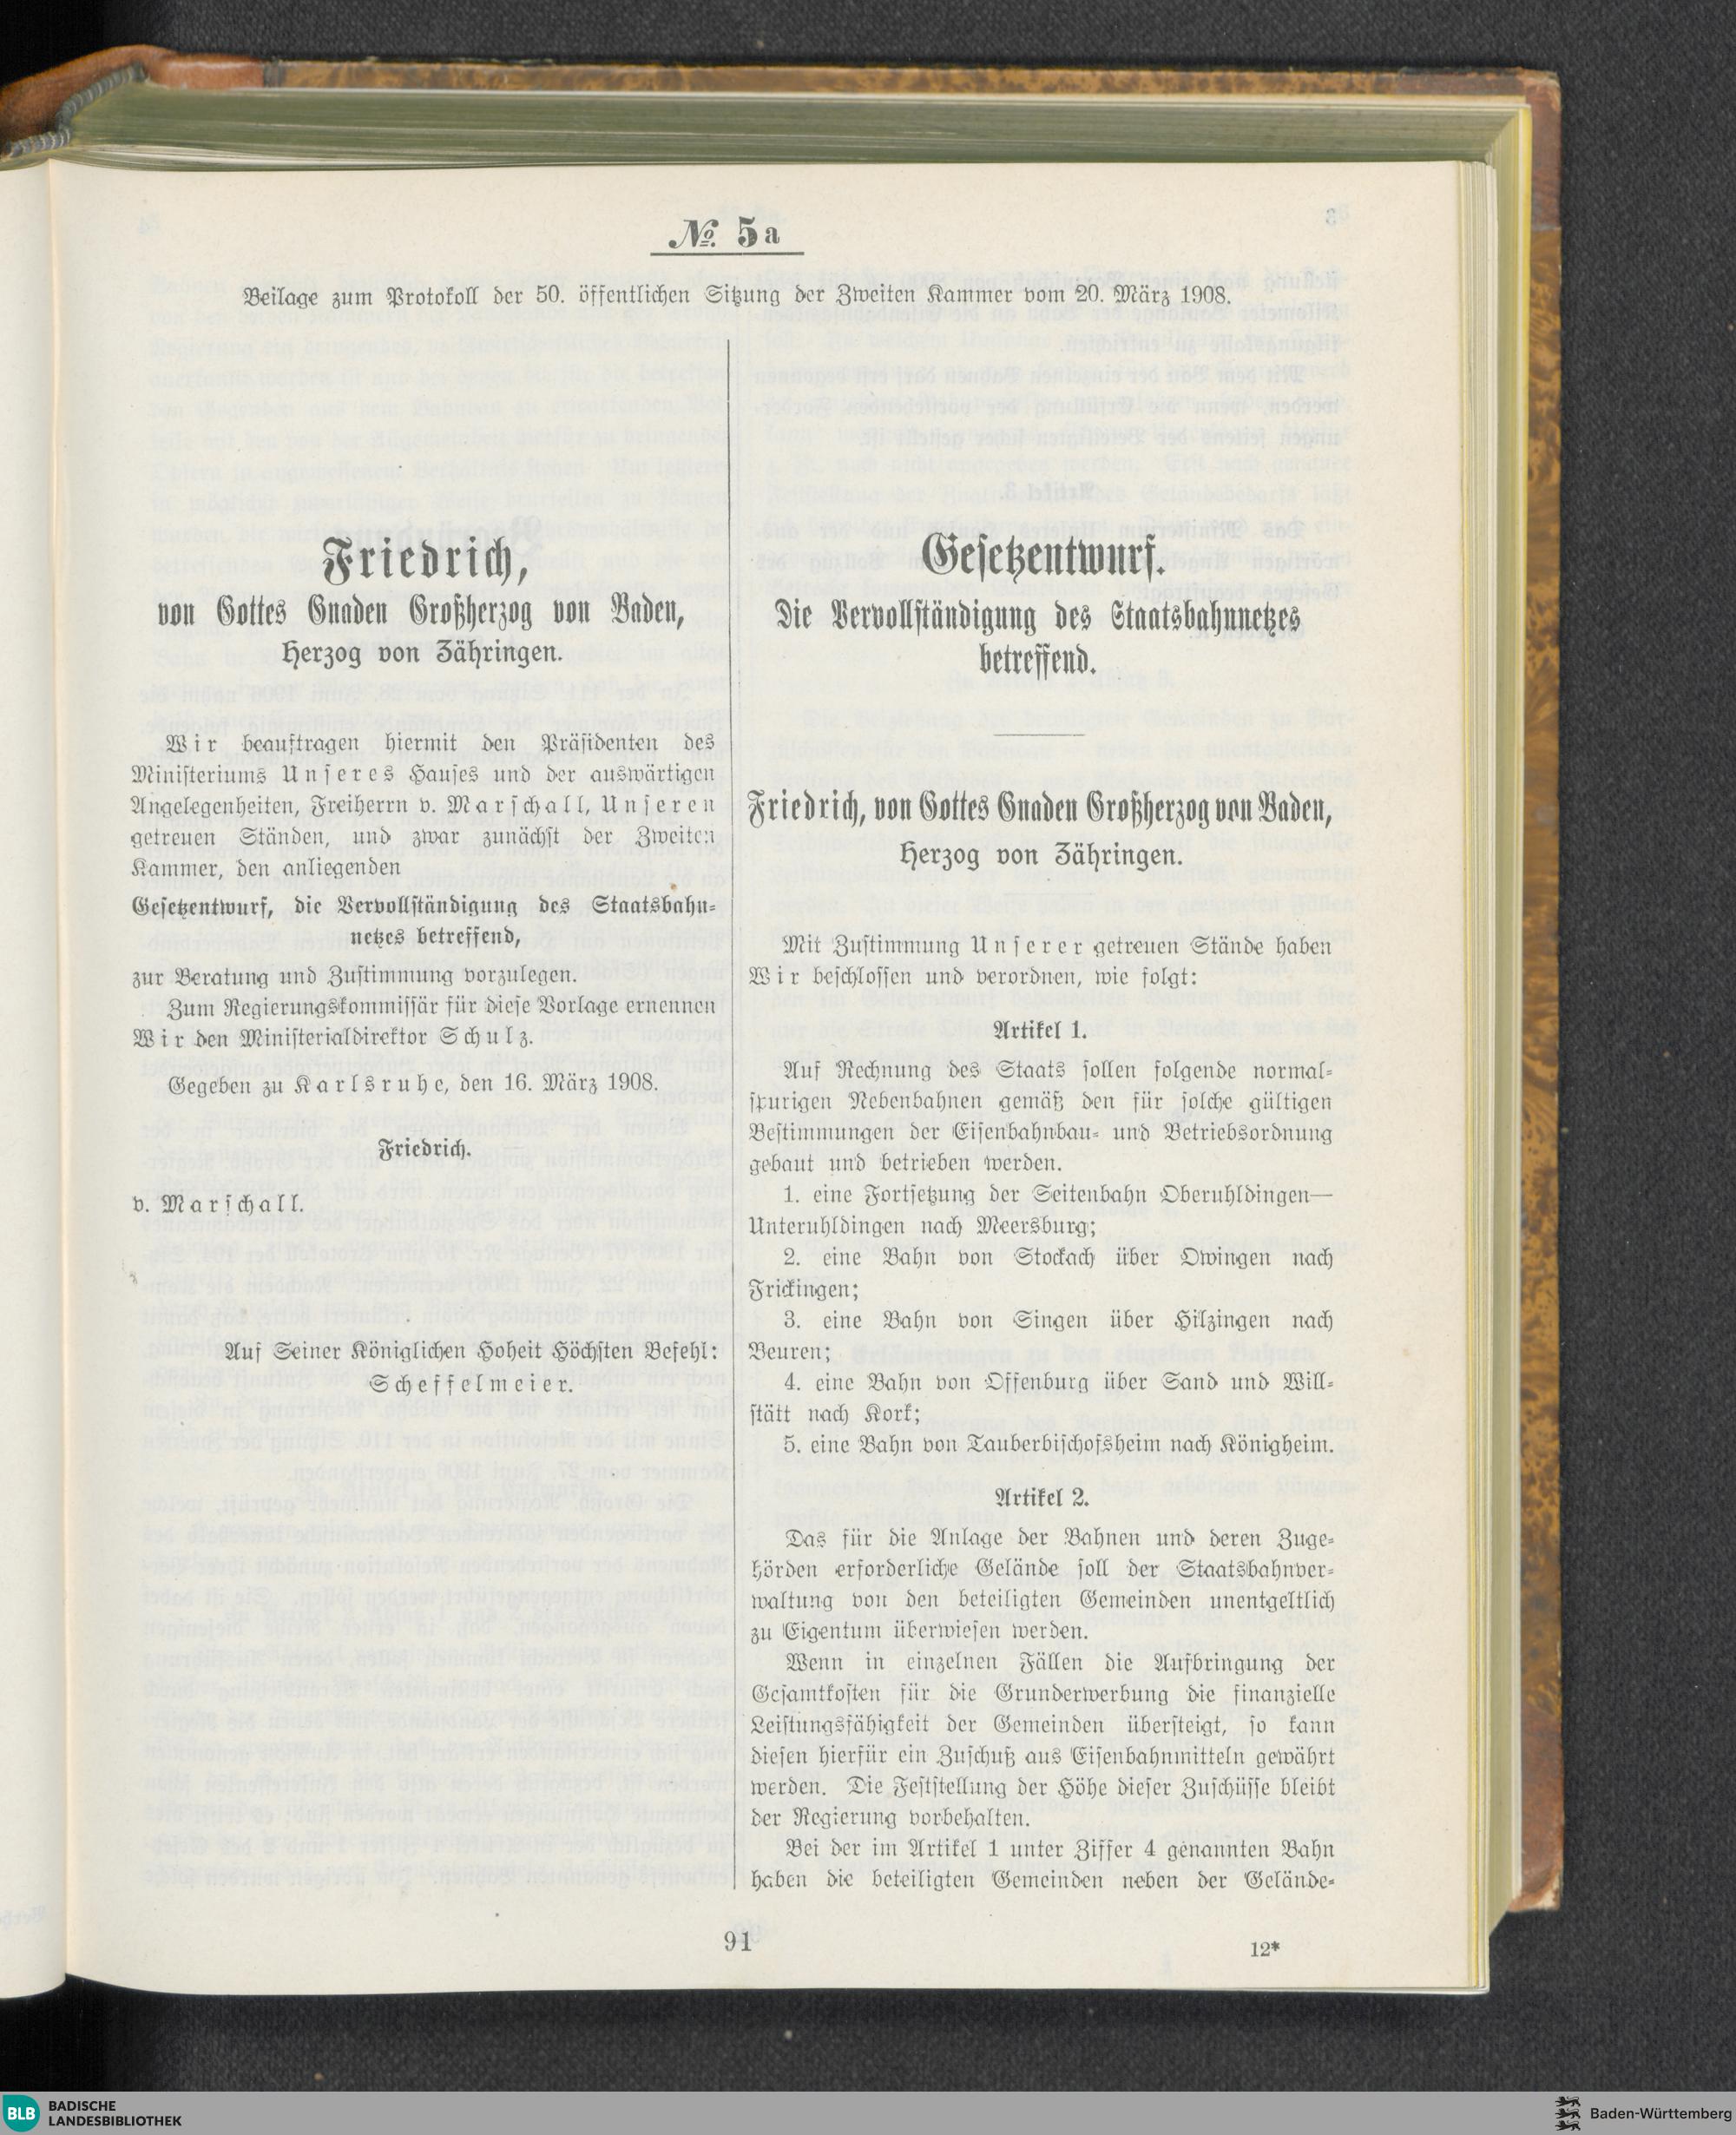 № 5a
Beilage zum Protokoll der 50. öffentlichen Sitzung der Zweiten Kammer vom 20. März 1908.
Friedrich,
von Gottes Gnaden Großherzog von Baden,
Herzog von Zähringen.
Wir beauftragen hiermit den Präsidenten des
Ministeriums Unseres Hauses und der auswärtigen
Angelegenheiten, Freiherrn v. Marschall, Unseren
getreuen Ständen, und zwar zunächst der Zweiten
Kammer, den anliegenden
Gesetzentwurf, die Vervollständigung des Staatsbahn-
netzes betreffend,
zur Beratung und Zustimmung vorzulegen.
Zum Regierungskommissär für diese Vorlage ernennen
Wir den Ministerialdirektor Schulz.
Gegeben zu Karlsruhe, den 16. März 1908.
Friedrich.
v. Marschall.
Auf Seiner Königlichen Hoheit Höchsten Befehl:
Scheffelmeier.
Gesetzentwurf.
Die Vervollständigung des Staatsbahnnetzes
betreffend.
Friedrich, von Gottes Gnaden Großherzog von Baden,
Herzog von Zähringen.
Mit Zustimmung Unserer getreuen Stände haben
Wir beschlossen und verordnen, wie folgt:
Artikel 1.
Auf Rechnung des Staats sollen folgende normal-
spurigen Nebenbahnen gemäß den für solche gültigen
Bestimmungen der Eisenbahnbau- und Betriebsordnung
gebaut und betrieben werden.
1. eine Fortsetzung der Seitenbahn Oberuhldingen—
Unteruhldingen nach Meersburg;
2. eine Bahn von Stockach über Owingen nach
Frickingen;
3. eine Bahn von Singen über Hilzingen nach
Beuren;
4. eine Bahn von Offenburg über Sand und Will-
stätt nach Kork;
5. eine Bahn von Tauberbischofsheim nach Königheim.
Artikel 2.
Das für die Anlage der Bahnen und deren Zuge-
hörden erforderliche Gelände soll der Staatsbahnver-
waltung von den beteiligten Gemeinden unentgeltlich
zu Eigentum überwiesen werden.
Wenn in einzelnen Fällen die Aufbringung der
Gesamtkosten für die Grunderwerbung die finanzielle
Leistungsfähigkeit der Gemeinden übersteigt, so kann
diesen hierfür ein Zuschuß aus Eisenbahnmitteln gewährt
werden. Die Feststellung der Höhe dieser Zuschüsse bleibt
der Regierung vorbehalten.
Bei der im Artikel 1 unter Ziffer 4 genannten Bahn
haben die beteiligten Gemeinden neben der Gelände-
91
12*
BLB BADISCHE
LANDESBIBLIOTHEK
Baden-Württemberg